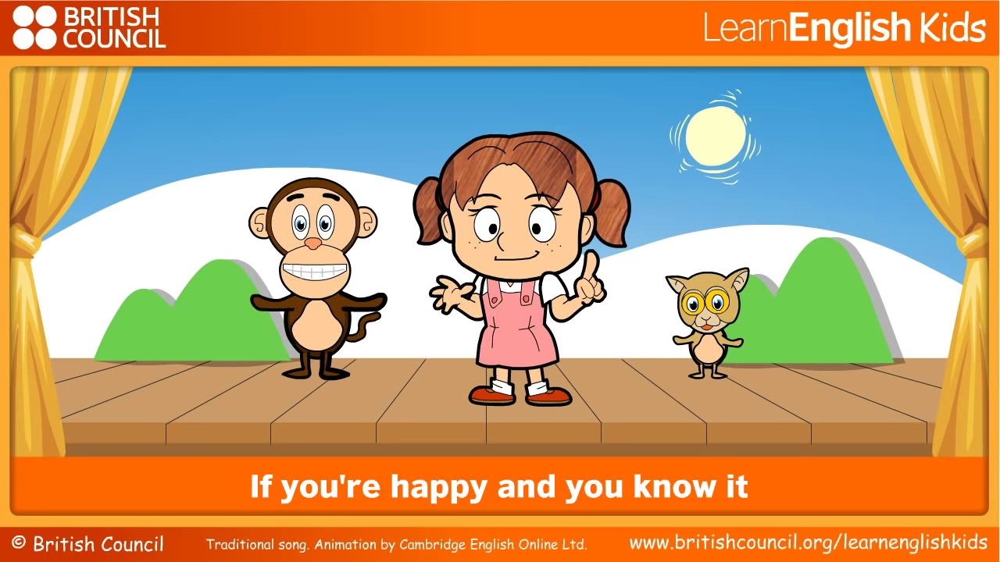 BRITISH
COUNCIL
LearnEnglish Kids
If you're happy and you know it
© British Council
Traditional song. Animation by Cambridge English Online Ltd.
www.britishcouncil.org/learnenglishkids